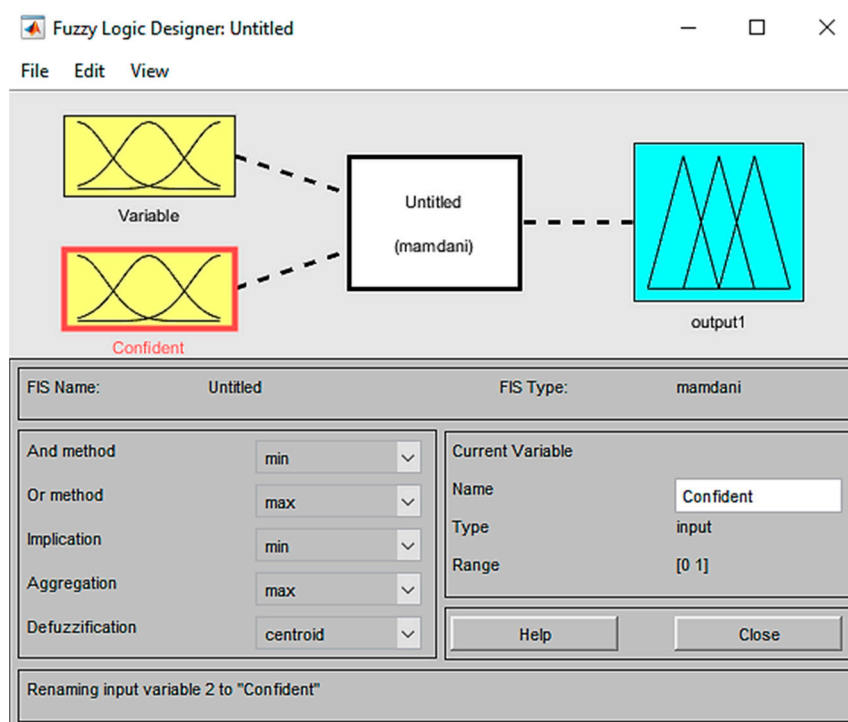 Fuzzy Logic Designer: Untitled
File Edit View
Variable
Confident
Untitled
(mamdani)
output1
FIS Name: Untitled FIS Type: mamdani
And method min
Or method max
Implication min
Aggregation max
Defuzzification centroid
Current Variable
Name Confident
Type input
Range [0 1]
Help Close
Renaming input variable 2 to "Confident"